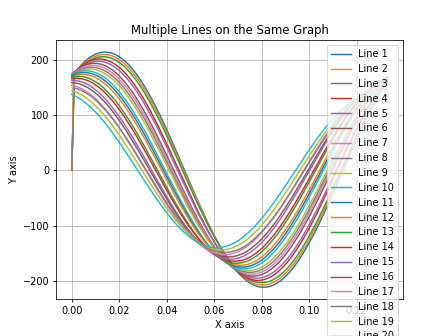 Multiple Lines on the Same Graph
200
100
0
−100
−200
Y axis
0.00
0.02
0.04
0.06
0.08
0.10
X axis
Line 1
Line 2
Line 3
Line 4
Line 5
Line 6
Line 7
Line 8
Line 9
Line 10
Line 11
Line 12
Line 13
Line 14
Line 15
Line 16
Line 17
Line 18
Line 19
Line 20